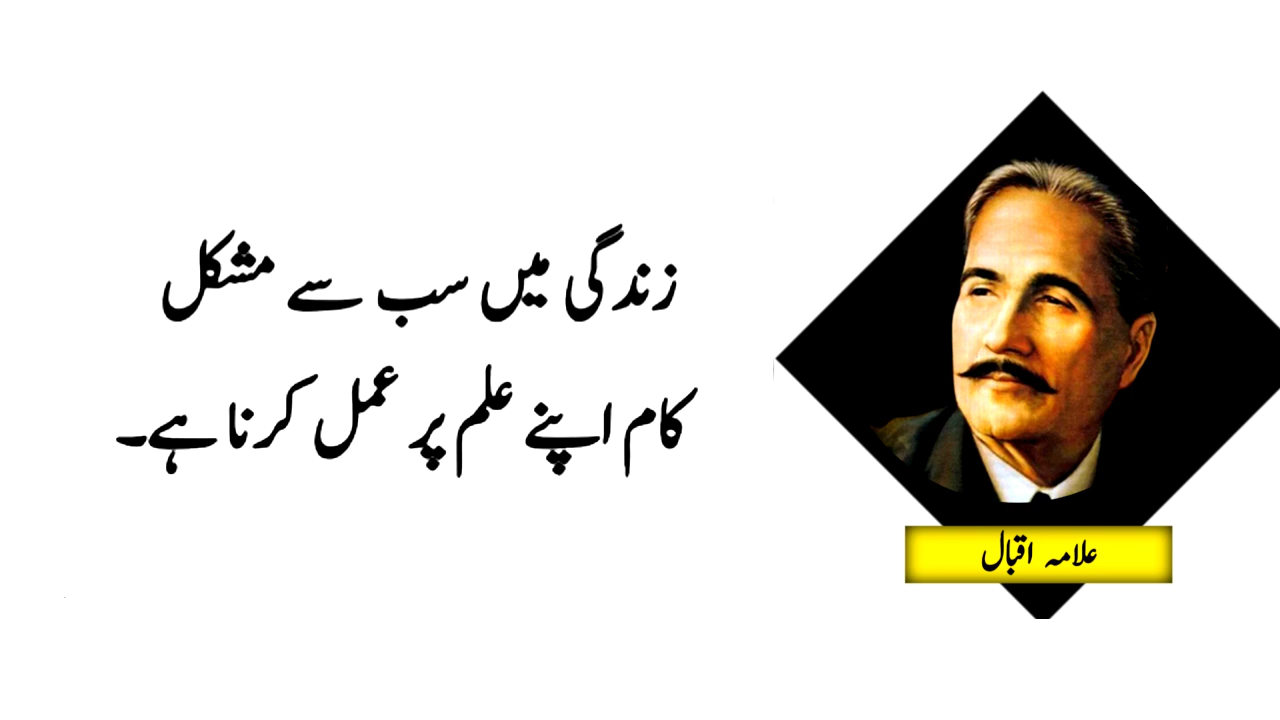 زندگی میں سب سے مشکل
کام اپنے علم پر عمل کرنا ہے۔
علامہ اقبال